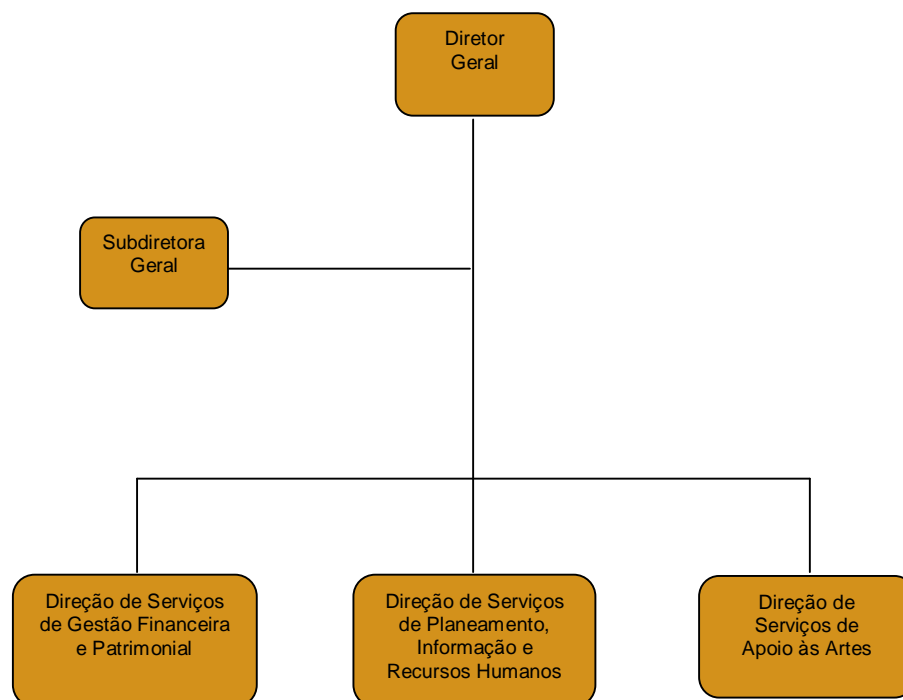 Diretor
Geral
Subdiretora
Geral
Direção de Serviços
de Gestão Financeira
e Patrimonial
Direção de Serviços
de Planeamento,
Informação e
Recursos Humanos
Direção de
Serviços de
Apoio às Artes